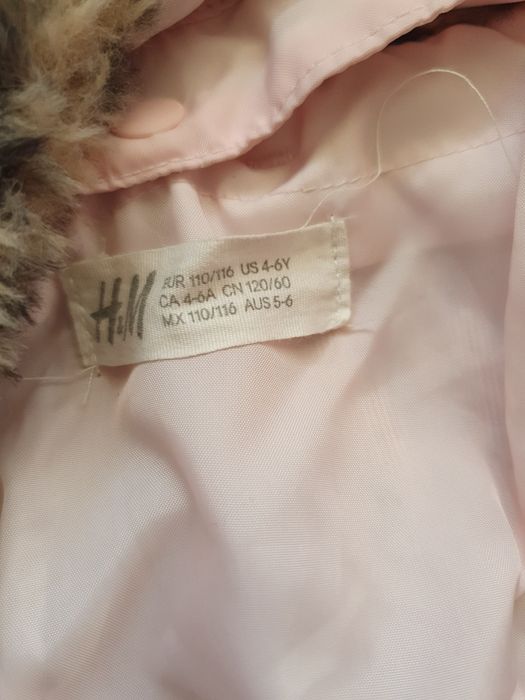 H&M
EUR 110/116 US 4-6Y
CA 4-6A CN 120/60
MX 110/116 AUS 5-6